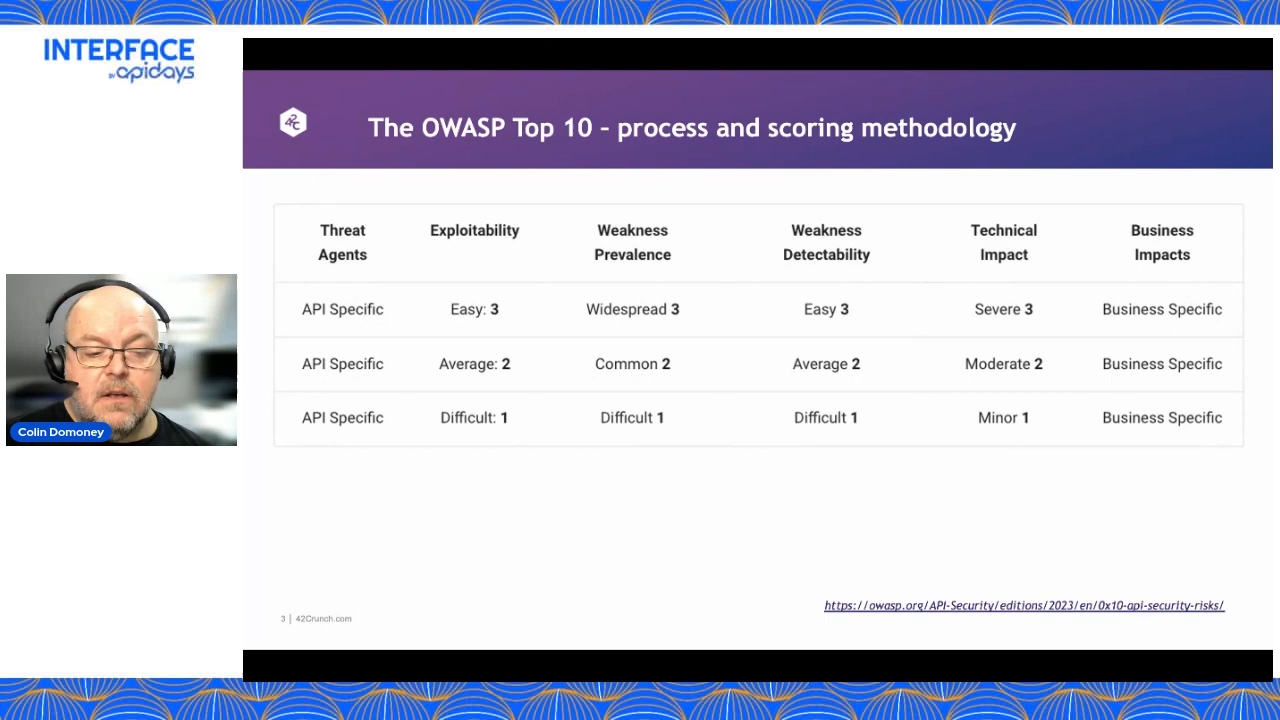 INTERFACE
BY apidays
42C
The OWASP Top 10 – process and scoring methodology
Threat Agents Exploitability Weakness Prevalence Weakness Detectability Technical Impact Business Impacts
API Specific Easy: 3 Widespread 3 Easy 3 Severe 3 Business Specific
API Specific Average: 2 Common 2 Average 2 Moderate 2 Business Specific
API Specific Difficult: 1 Difficult 1 Difficult 1 Minor 1 Business Specific
Colin Domoney
https://owasp.org/API-Security/editions/2023/en/0x10-api-security-risks/
3 | 42Crunch.com